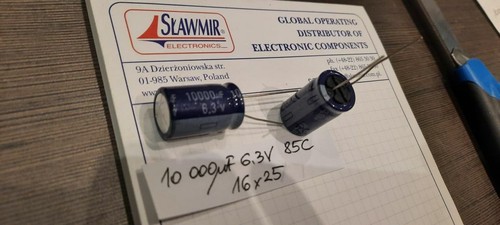 SŁAWMIR
ELECTRONICS
GLOBAL OPERATING
DISTRIBUTOR OF
ELECTRONIC COMPONENTS
9A Dzierżoniowska str.
01-985 Warsaw, Poland
10000µF
6.3V
10 000µF 6.3V 85C
16x25